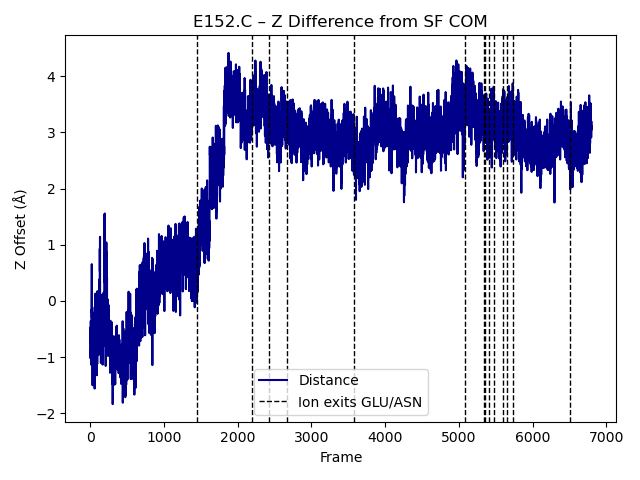 E152.C – Z Difference from SF COM
Z Offset (Å)
4
3
2
1
0
−1
−2
Distance
Ion exits GLU/ASN
0 1000 2000 3000 4000 5000 6000 7000
Frame